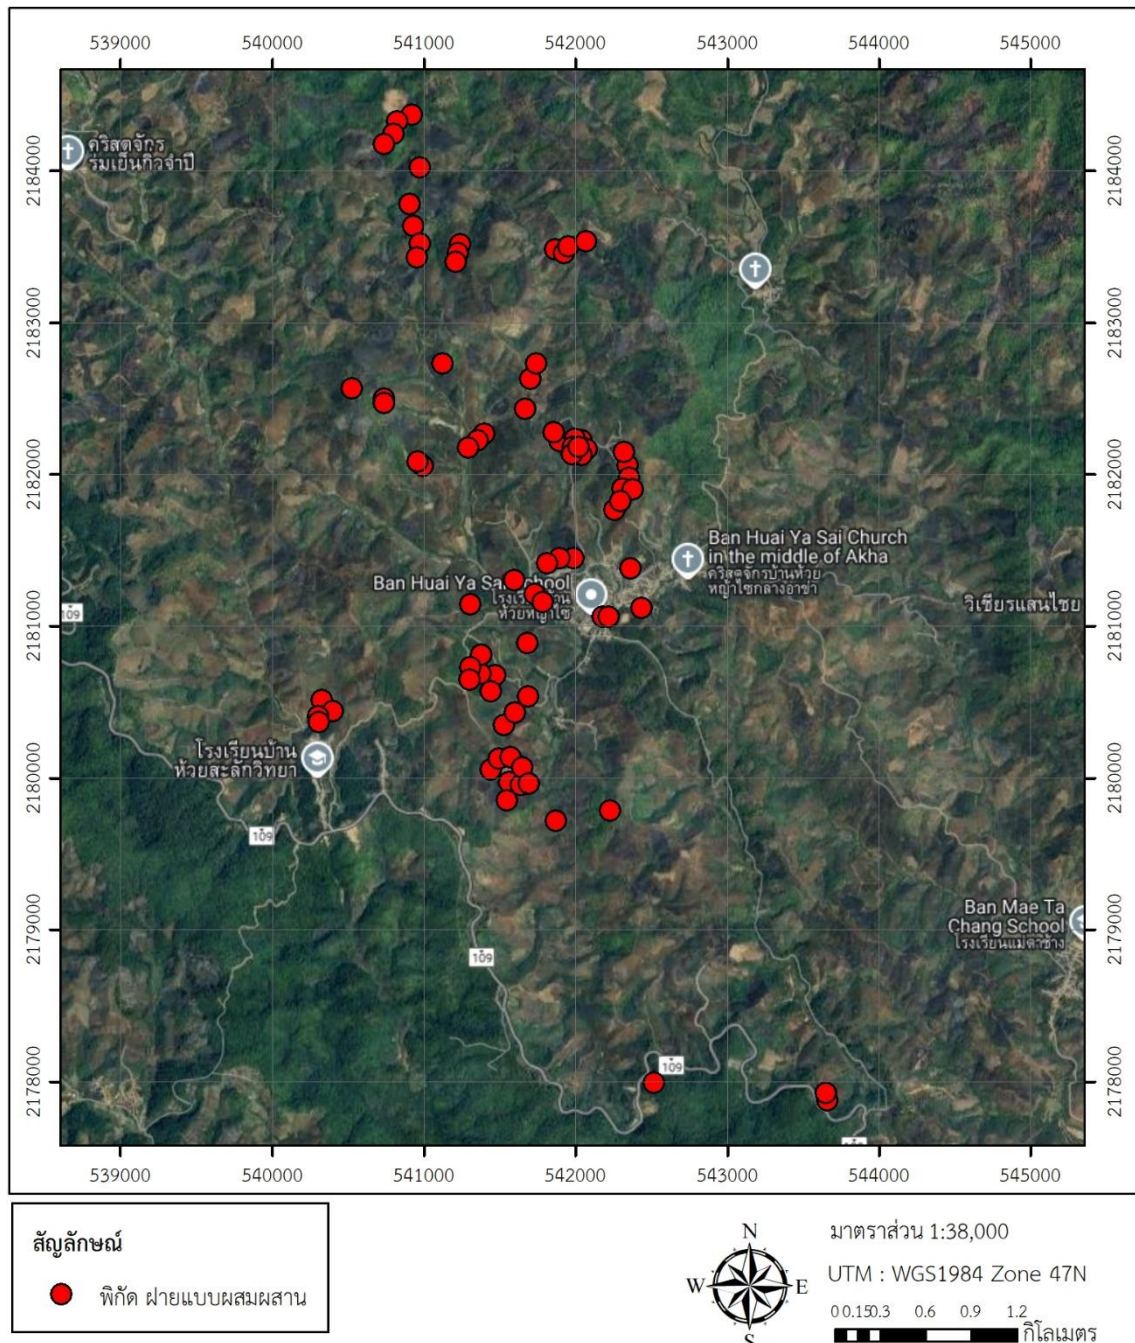 539000 540000 541000 542000 543000 544000 545000
2184000
2183000
2182000
2181000
2180000
2179000
2178000
2184000
2183000
2182000
2181000
2180000
2179000
2178000
คริสตจักร
ร่มเย็นกิวจำปี
Ban Huai Ya Sai Church
in the middle of Akha
คริสตจักรบ้านห้วย
หญ้าไซกลางอาข่า
Ban Huai Ya Sai School
โรงเรียนบ้าน
ห้วยหญ้าไซ
วิเชียรแสนไชย
109
โรงเรียนบ้าน
ห้วยสะลักวิทยา
109
Ban Mae Ta
Chang School
โรงเรียนแม่ตาช้าง
109
109
539000 540000 541000 542000 543000 544000 545000
สัญลักษณ์
พิกัด ฝายแบบผสมผสาน
N
W E
S
มาตราส่วน 1:38,000
UTM : WGS1984 Zone 47N
0 0.15 0.3 0.6 0.9 1.2
กิโลเมตร